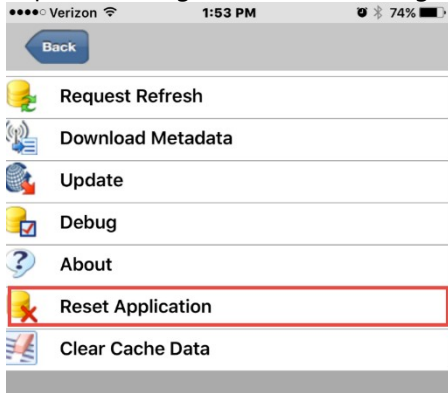 Verizon 1:53 PM 74%
Back
Request Refresh
Download Metadata
Update
Debug
About
Reset Application
Clear Cache Data